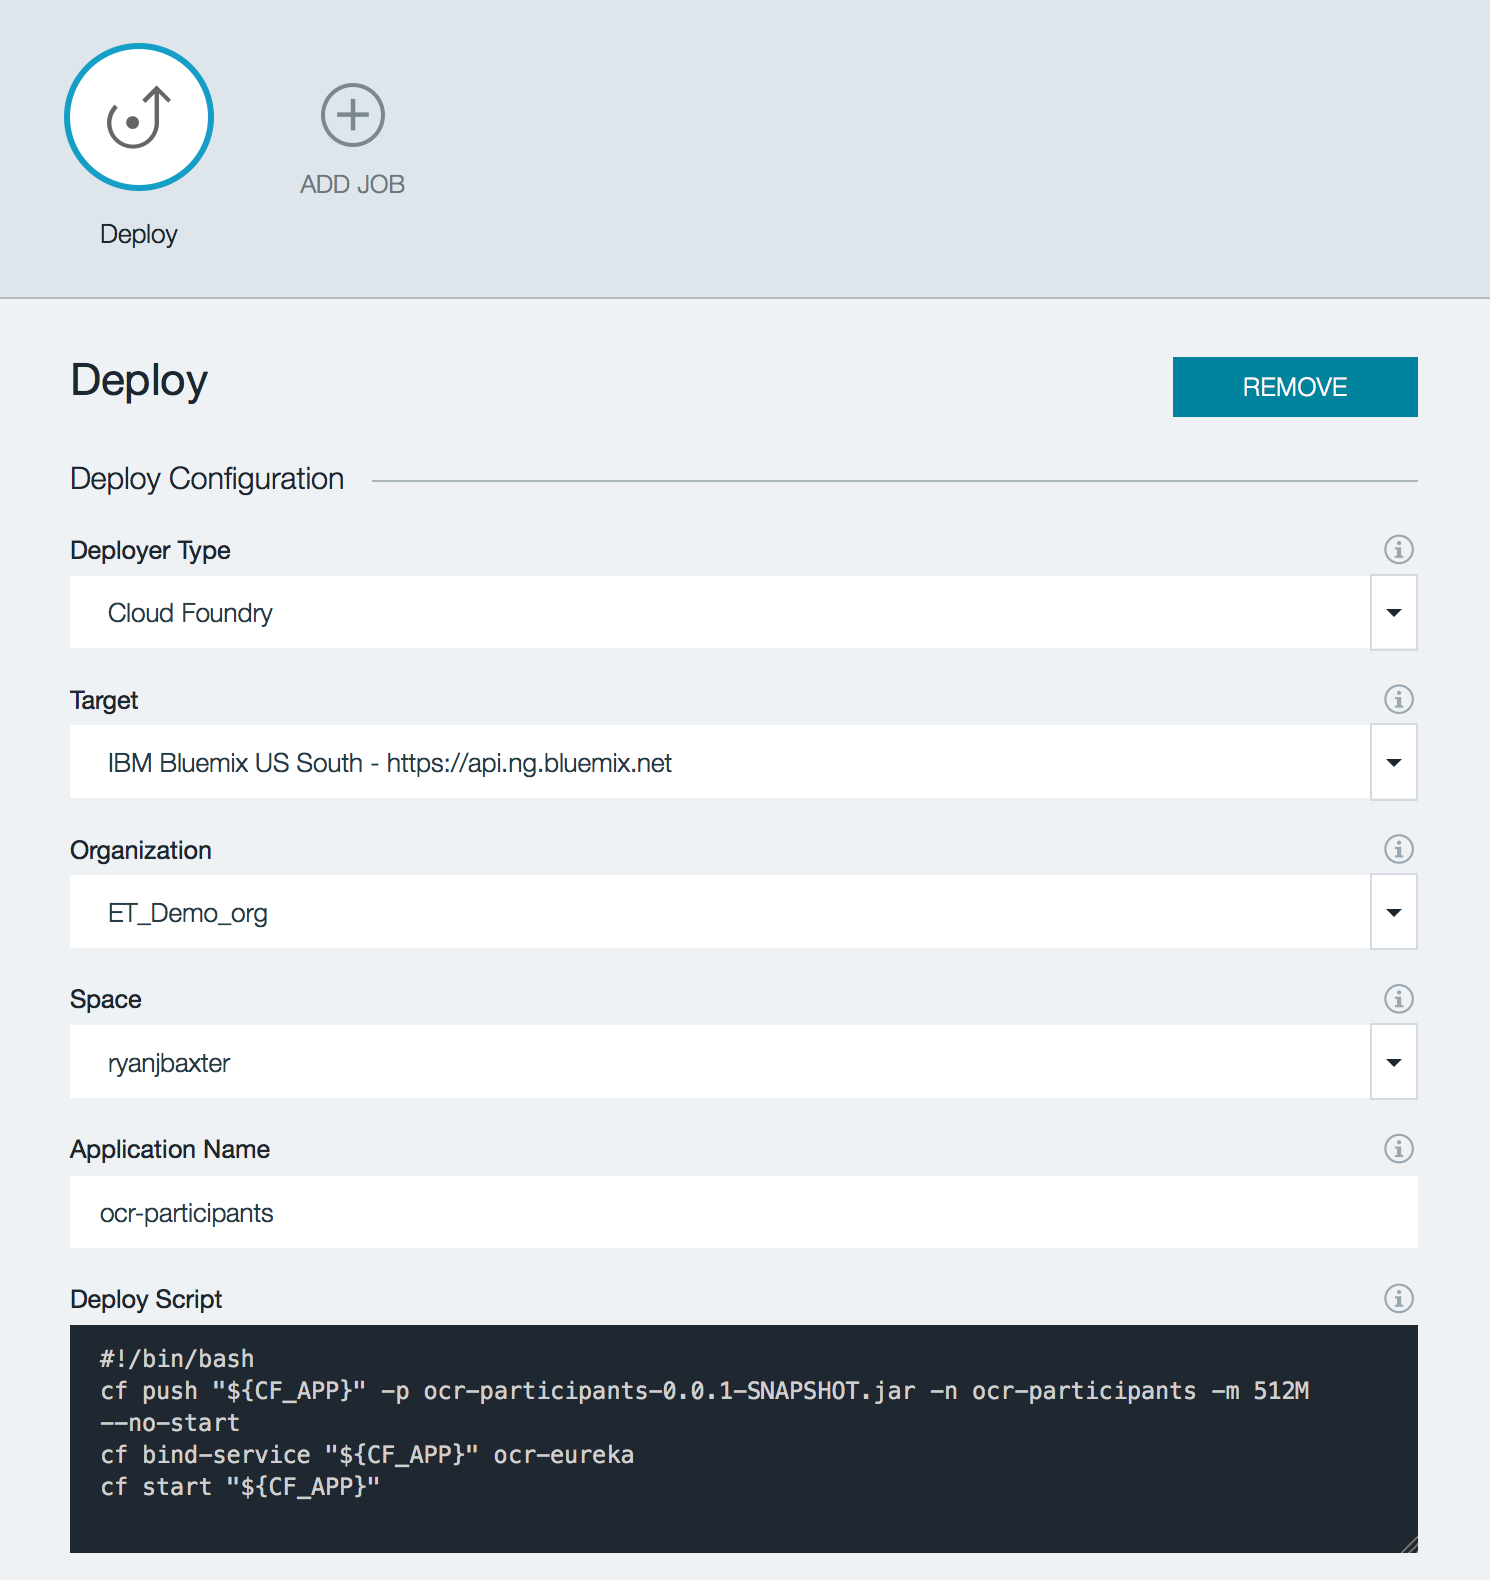 Deploy
ADD JOB
Deploy
REMOVE
Deploy Configuration
Deployer Type
Cloud Foundry
Target
IBM Bluemix US South - https://api.ng.bluemix.net
Organization
ET_Demo_org
Space
ryanjbaxter
Application Name
ocr-participants
Deploy Script
#!/bin/bash
cf push "${CF_APP}" -p ocr-participants-0.0.1-SNAPSHOT.jar -n ocr-participants -m 512M
--no-start
cf bind-service "${CF_APP}" ocr-eureka
cf start "${CF_APP}"